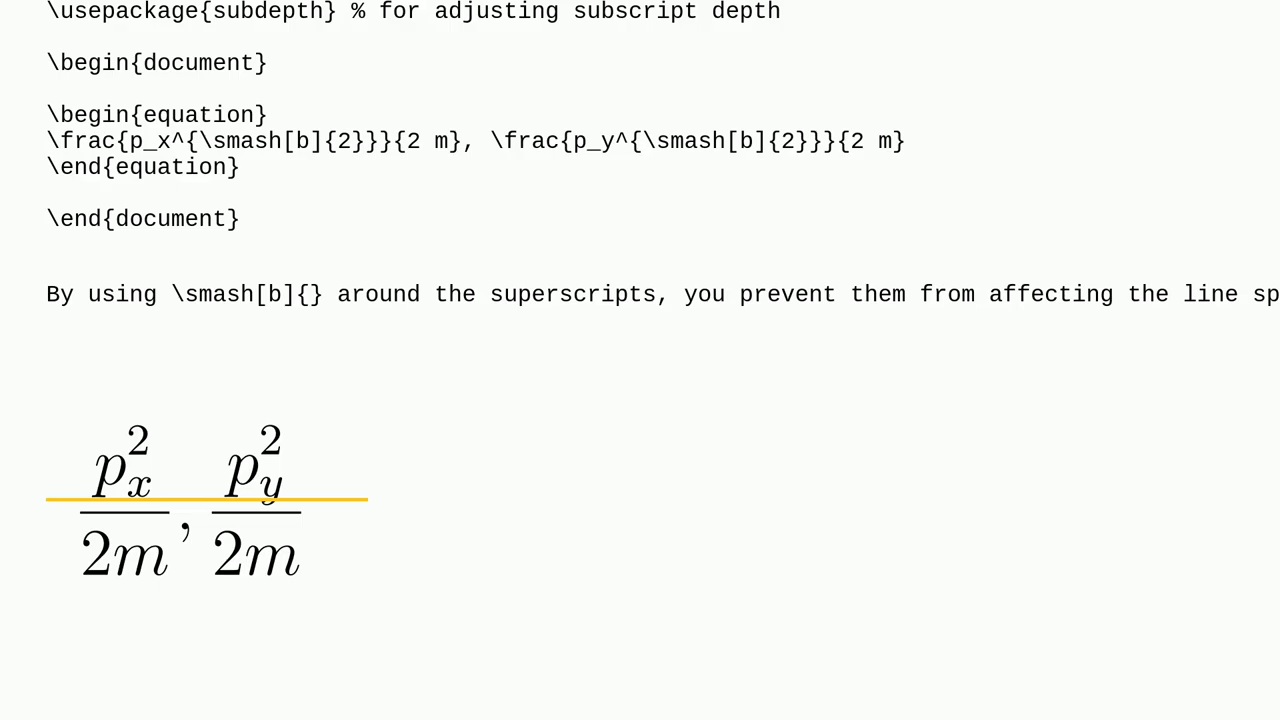 \usepackage{subdepth} % for adjusting subscript depth
\begin{document}
\begin{equation}
\frac{p_x^{\smash[b]{2}}}{2 m}, \frac{p_y^{\smash[b]{2}}}{2 m}
\end{equation}
\end{document}
By using \smash[b]{} around the superscripts, you prevent them from affecting the line sp
\frac{p_x^2}{2m}, \frac{p_y^2}{2m}